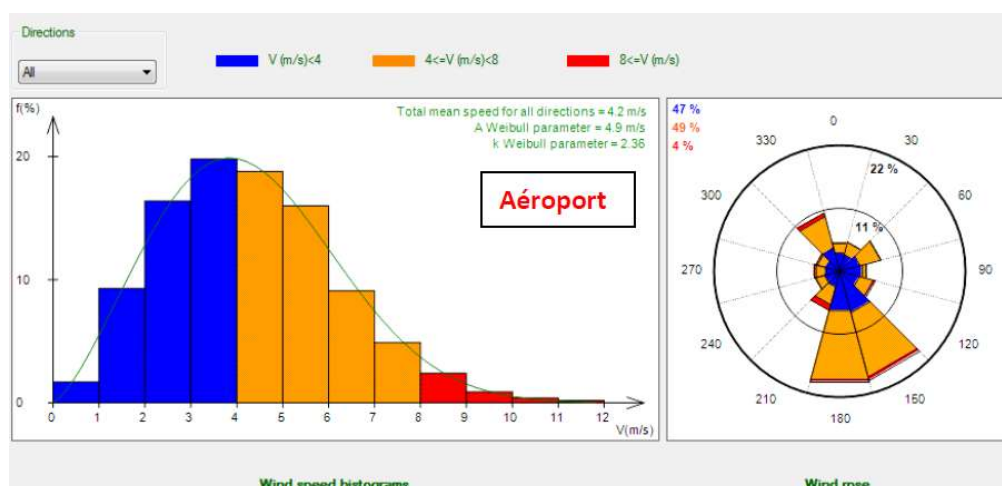 Directions
All
V (m/s)<4
4<=V (m/s)<8
8<=V (m/s)
f(%)
Total mean speed for all directions = 4.2 m/s
A Weibull parameter = 4.9 m/s
k Weibull parameter = 2.36
Aéroport
20
10
0
0 1 2 3 4 5 6 7 8 9 10 11 12
V(m/s)
47 %
49 %
4 %
0
330 30
22 %
300 60
11 %
270 90
240 120
210 150
180
Wind speed histograms
Wind rose